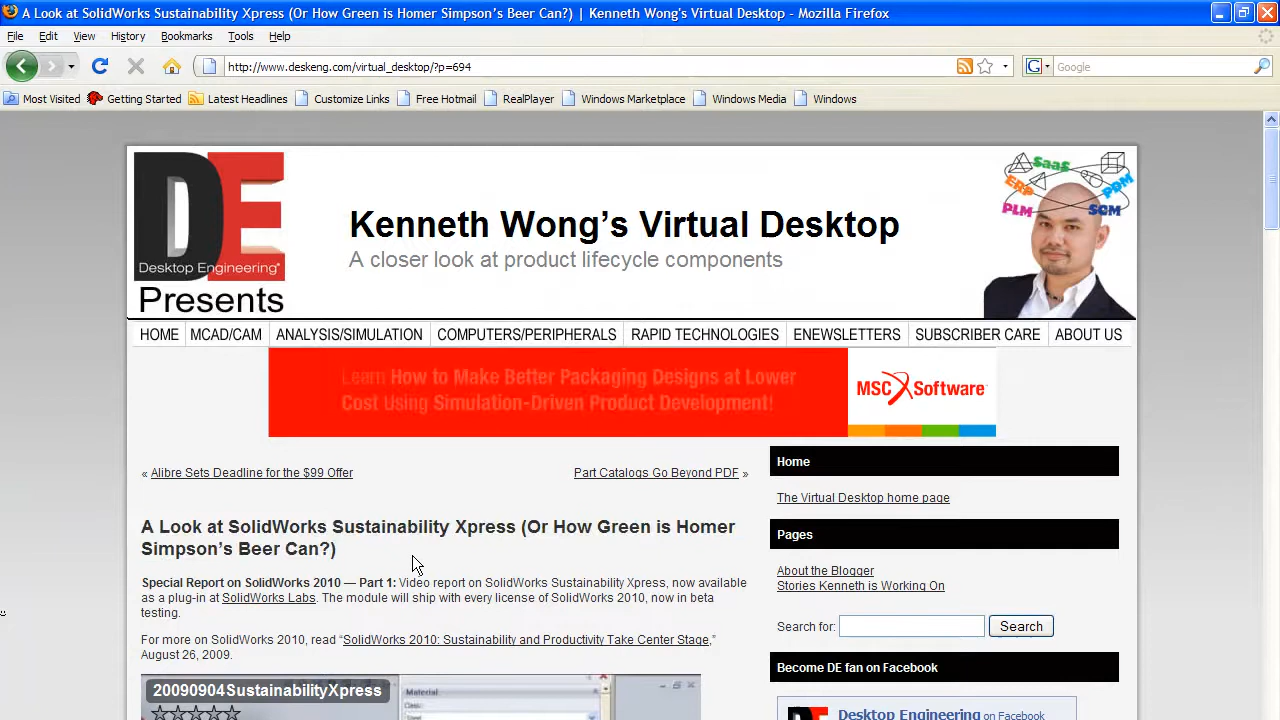 A Look at SolidWorks Sustainability Xpress (Or How Green is Homer Simpson's Beer Can?) | Kenneth Wong's Virtual Desktop - Mozilla Firefox
File Edit View History Bookmarks Tools Help
http://www.deskeng.com/virtual_desktop/?p=694
G Google
Most Visited Getting Started Latest Headlines Customize Links Free Hotmail RealPlayer Windows Marketplace Windows Media Windows
DE
Desktop Engineering®
Presents
Kenneth Wong's Virtual Desktop
A closer look at product lifecycle components
SaaS
ERP
PDM
PLM
SCM
HOME MCAD/CAM ANALYSIS/SIMULATION COMPUTERS/PERIPHERALS RAPID TECHNOLOGIES ENEWSLETTERS SUBSCRIBER CARE ABOUT US
Learn How to Make Better Packaging Designs at Lower
Cost Using Simulation-Driven Product Development!
MSC Software
« Alibre Sets Deadline for the $99 Offer
Part Catalogs Go Beyond PDF »
A Look at SolidWorks Sustainability Xpress (Or How Green is Homer
Simpson's Beer Can?)
Special Report on SolidWorks 2010 — Part 1: Video report on SolidWorks Sustainability Xpress, now available
as a plug-in at SolidWorks Labs. The module will ship with every license of SolidWorks 2010, now in beta
testing.
For more on SolidWorks 2010, read “SolidWorks 2010: Sustainability and Productivity Take Center Stage,”
August 26, 2009.
20090904SustainabilityXpress
Material
Class:
Steel
Home
The Virtual Desktop home page
Pages
About the Blogger
Stories Kenneth is Working On
Search for:
Search
Become DE fan on Facebook
DE
Desktop Engineering on Facebook